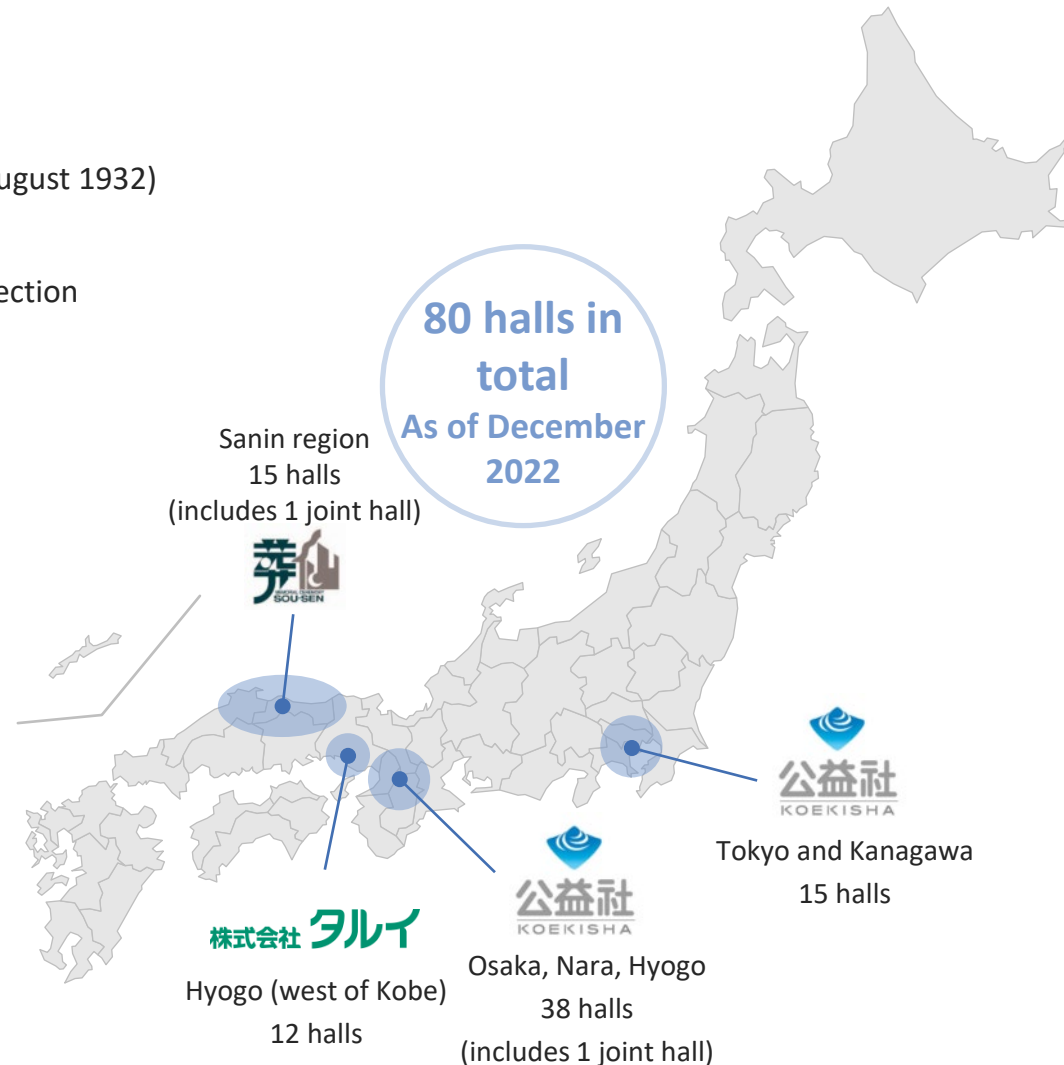 ugust 1932)
ection
80 halls in
total
As of December
2022
Sanin region
15 halls
(includes 1 joint hall)
SOU-SEN
公益社
KOEKISHA
Tokyo and Kanagawa
15 halls
公益社
KOEKISHA
Osaka, Nara, Hyogo
38 halls
(includes 1 joint hall)
株式会社 タルイ
Hyogo (west of Kobe)
12 halls